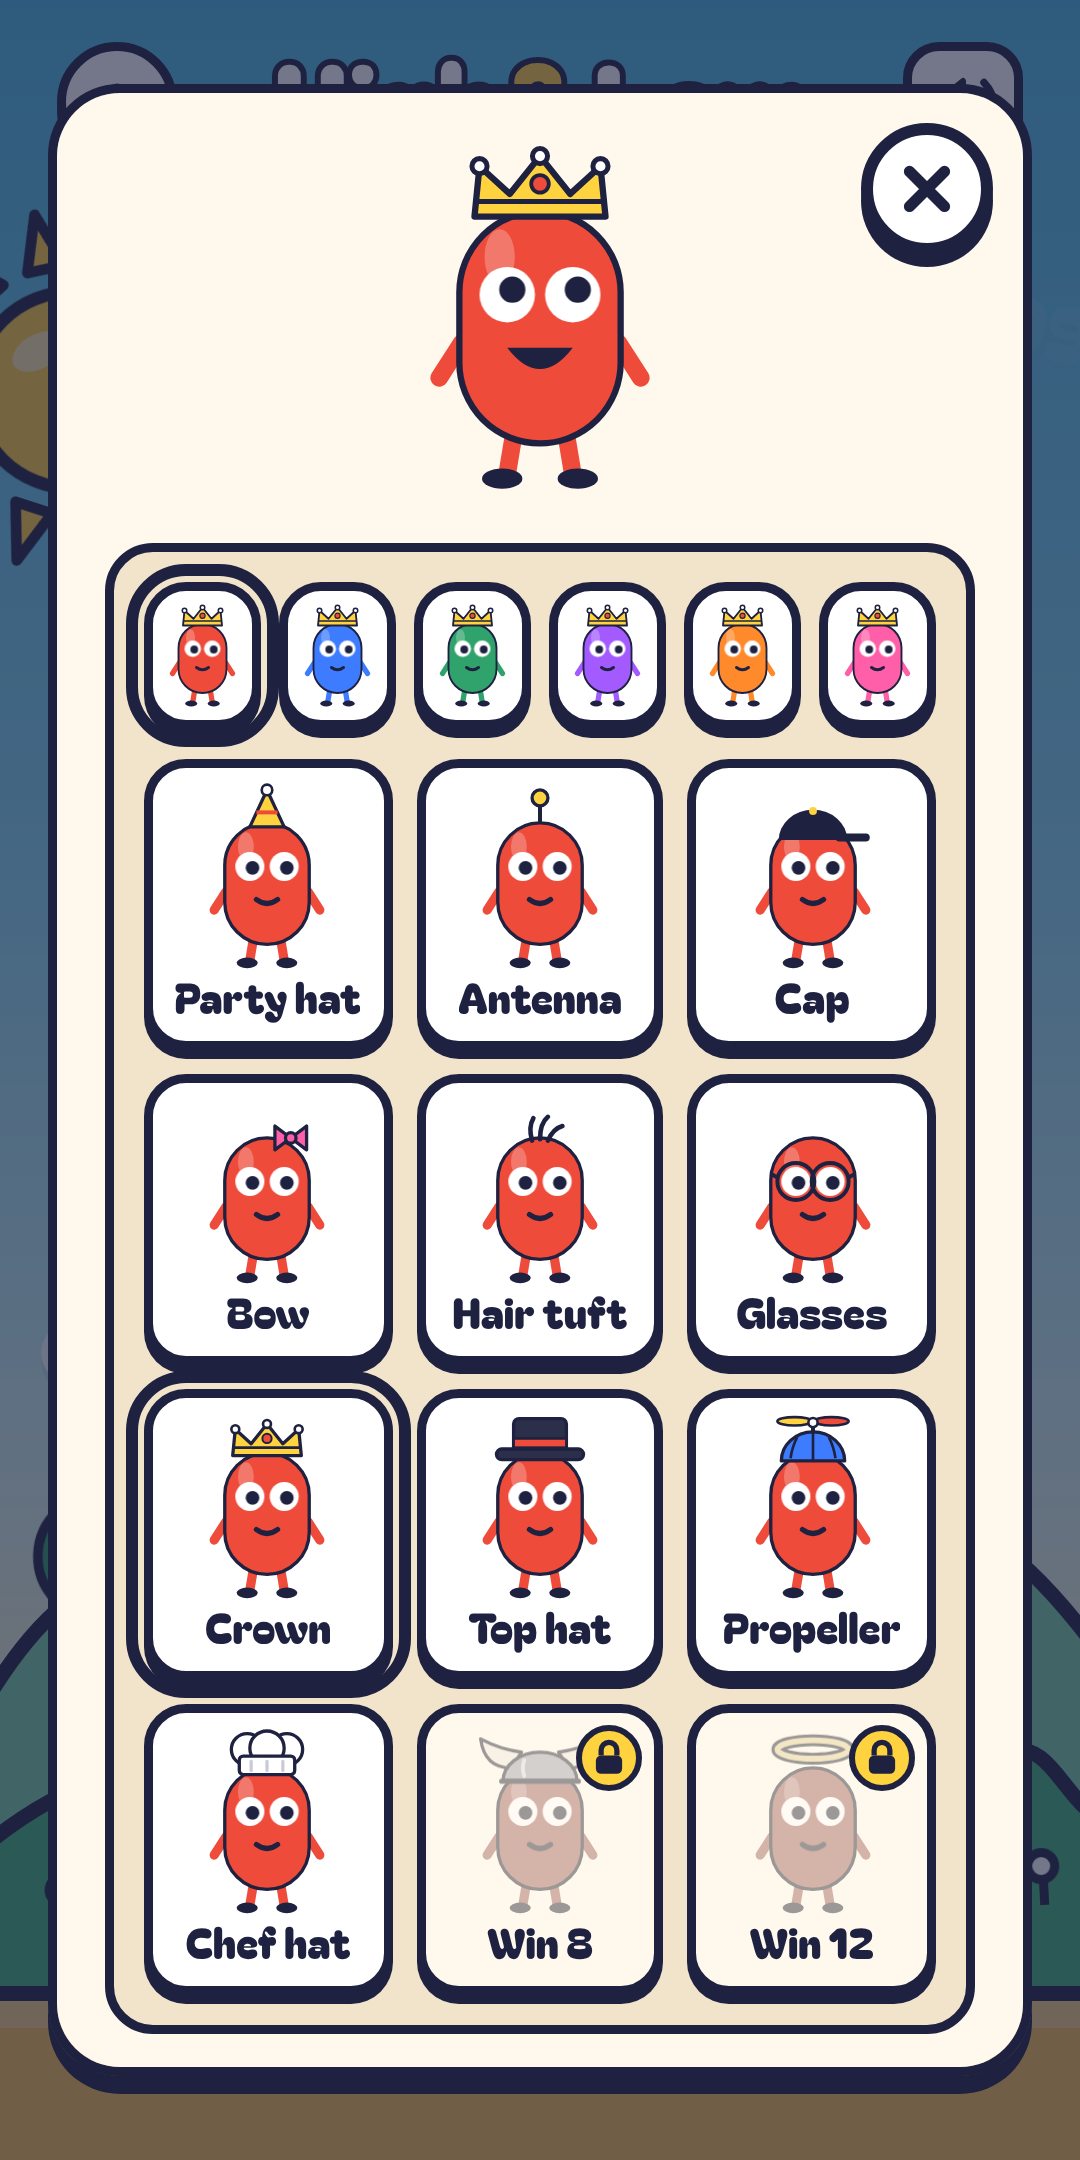 Party hat
Antenna
Cap
Bow
Hair tuft
Glasses
Crown
Top hat
Propeller
Chef hat
Win 8
Win 12